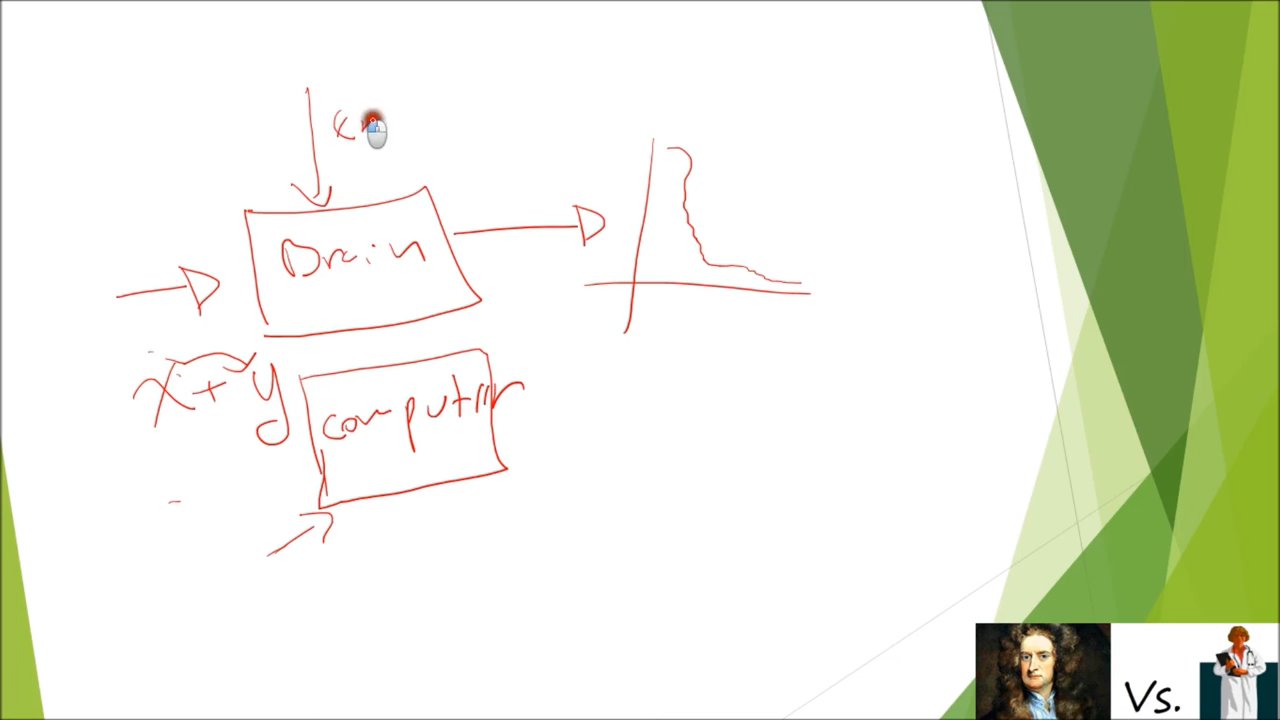 Brain
x + y
computer
Vs.